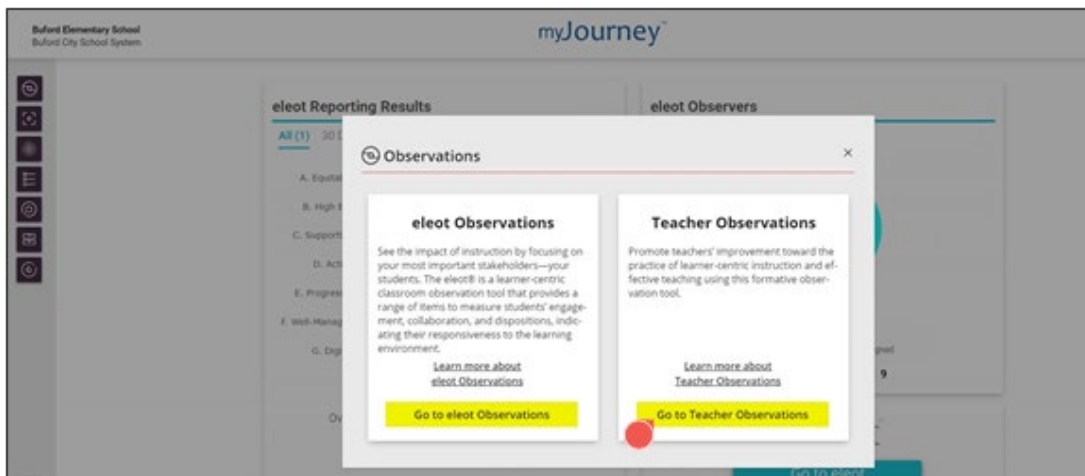 Buford Elementary School
Buford City School System
myJourney™
eleot Reporting Results
eleot Observers
All (1) 30 D
Observations
×
A. Equita
B. High E
C. Supporti
D. Acti
E. Progres
F. Well-Manag
G. Digi
Ov
eleot Observations
See the impact of instruction by focusing on
your most important stakeholders—your
students. The eleot® is a learner-centric
classroom observation tool that provides a
range of items to measure students' engage-
ment, collaboration, and dispositions, indic-
ating their responsiveness to the learning
environment.
Learn more about
eleot Observations
Go to eleot Observations
Teacher Observations
Promote teachers' improvement toward the
practice of learner-centric instruction and ef-
fective teaching using this formative obser-
vation tool.
Learn more about
Teacher Observations
Go to Teacher Observations
9
Go to eleot